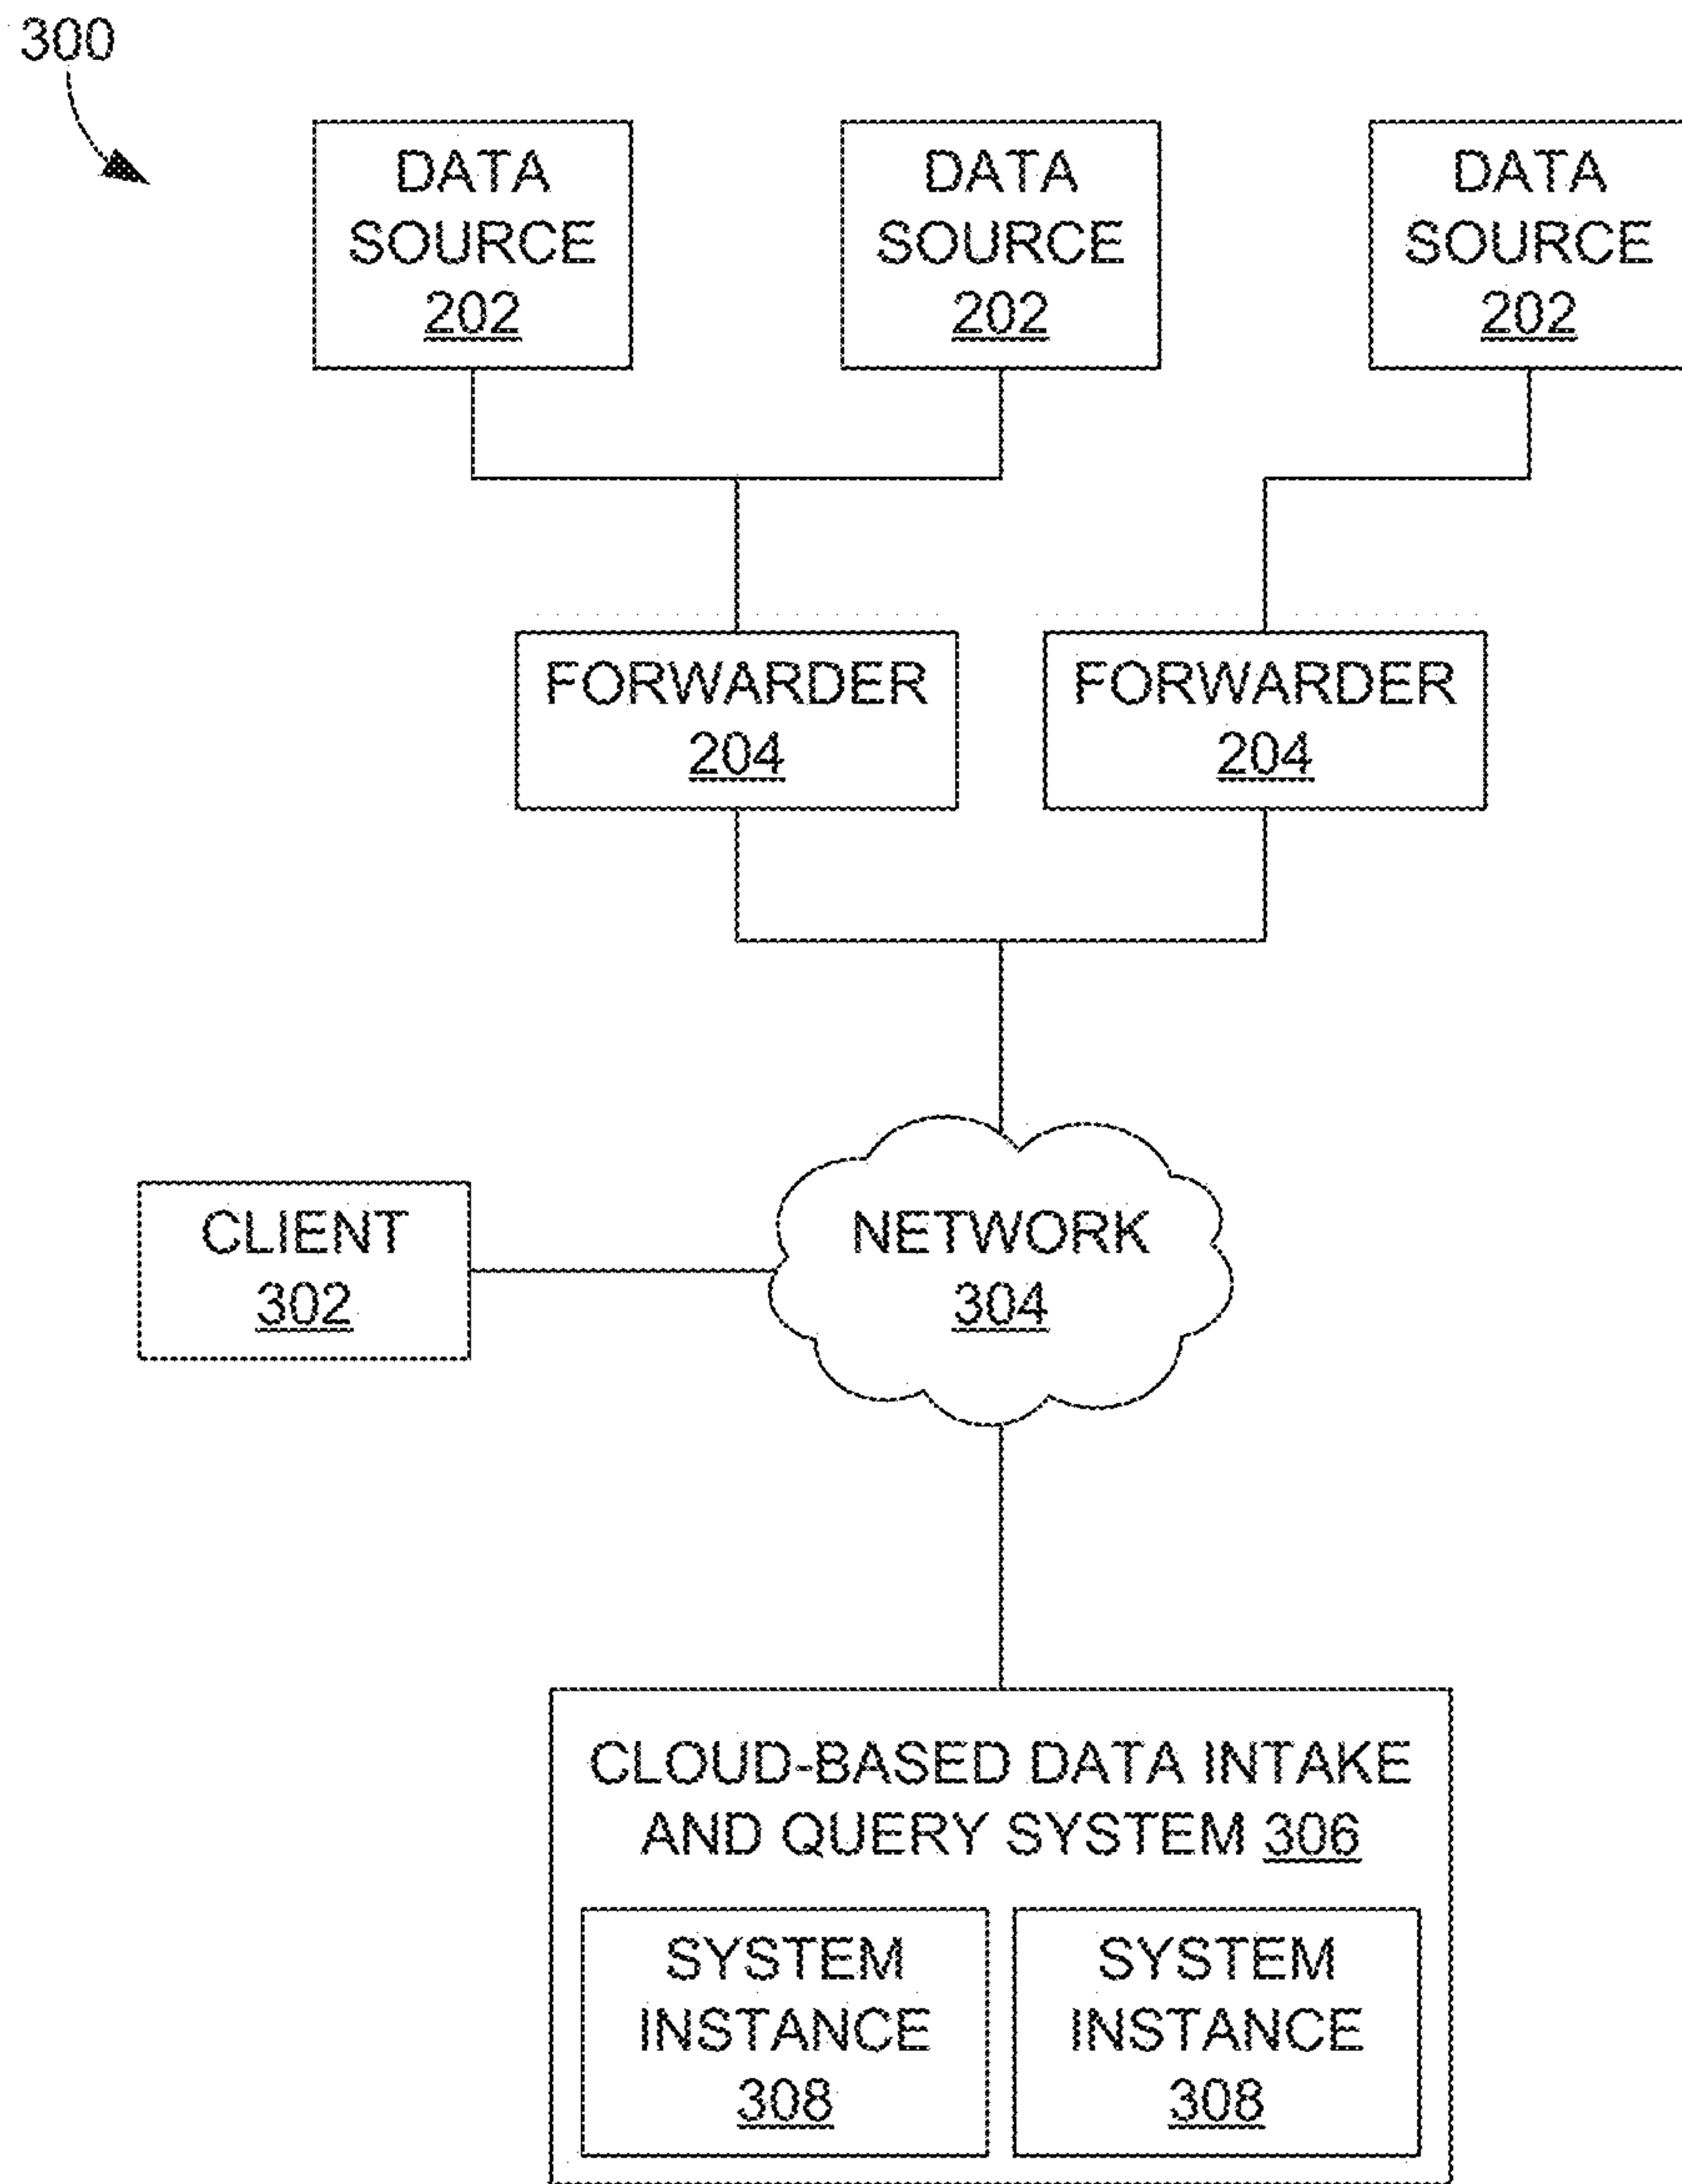 300
DATA
SOURCE
202
DATA
SOURCE
202
DATA
SOURCE
202
FORWARDER
204
FORWARDER
204
CLIENT
302
NETWORK
304
CLOUD-BASED DATA INTAKE
AND QUERY SYSTEM 306
SYSTEM
INSTANCE
308
SYSTEM
INSTANCE
308